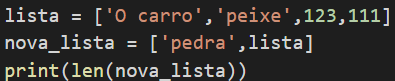 lista = ['O carro','peixe',123,111]
nova_lista = ['pedra',lista]
print(len(nova_lista))